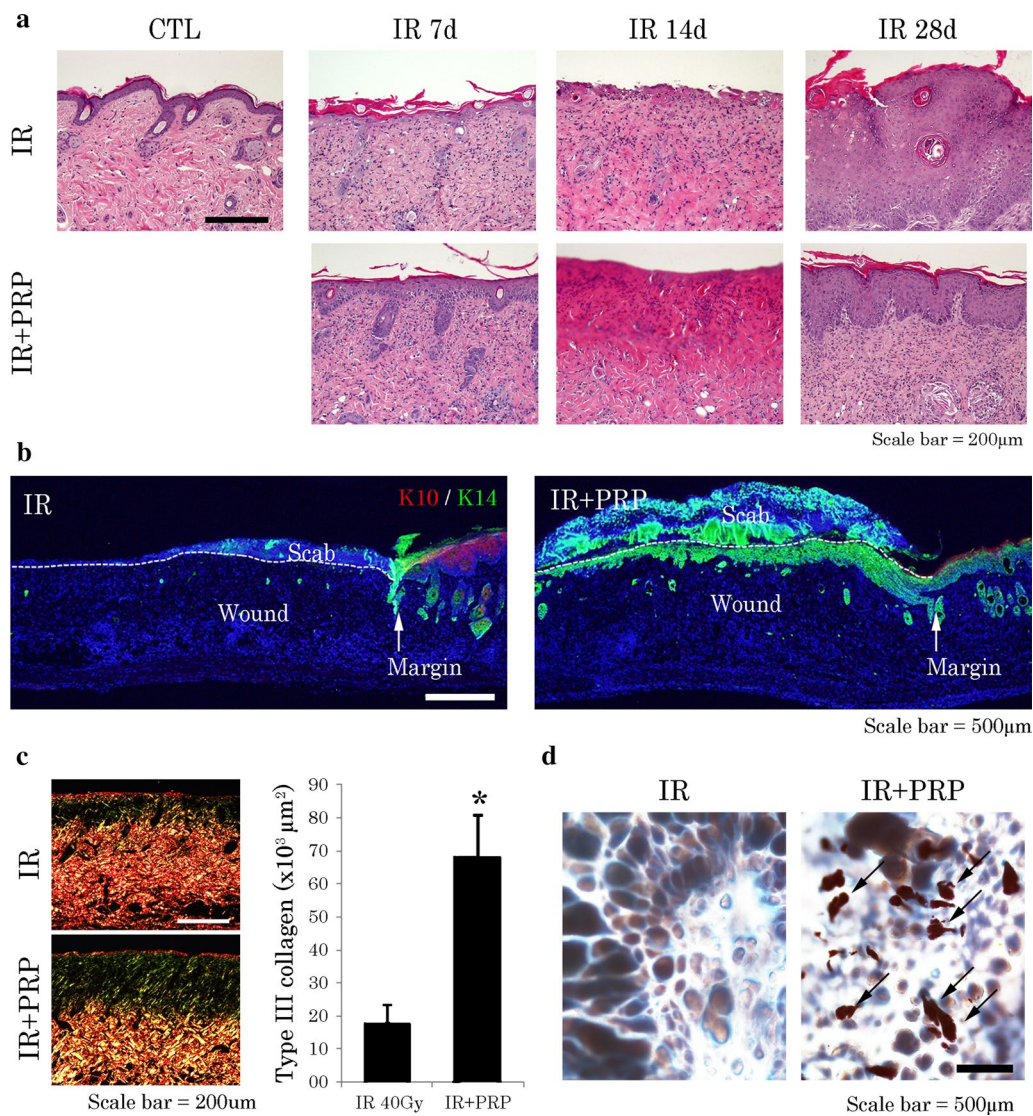 a
CTL IR 7d IR 14d IR 28d
IR
IR+PRP
Scale bar = 200μm
b
IR K10 / K14 IR+PRP
Scab Scab
Wound Wound
Margin Margin
Scale bar = 500μm
c
IR
IR+PRP
Scale bar = 200um
Type III collagen (x10³ μm²)
90
80
70
60
50
40
30
20
10
00
*
IR 40Gy IR+PRP
d
IR IR+PRP
Scale bar = 500μm